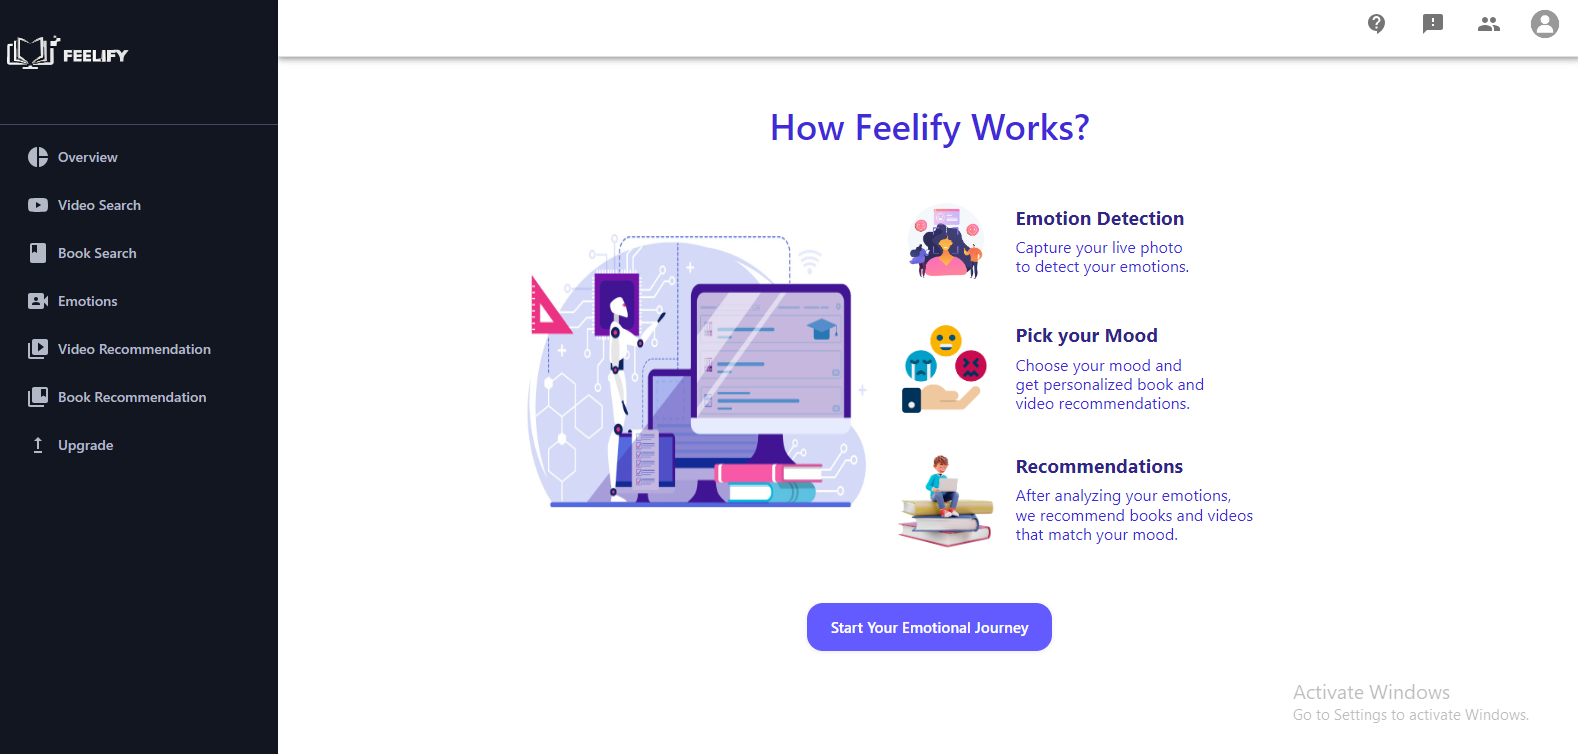 FEELIFY
Overview
Video Search
Book Search
Emotions
Video Recommendation
Book Recommendation
Upgrade
How Feelify Works?
Emotion Detection
Capture your live photo
to detect your emotions.
Pick your Mood
Choose your mood and
get personalized book and
video recommendations.
Recommendations
After analyzing your emotions,
we recommend books and videos
that match your mood.
Start Your Emotional Journey
Activate Windows
Go to Settings to activate Windows.